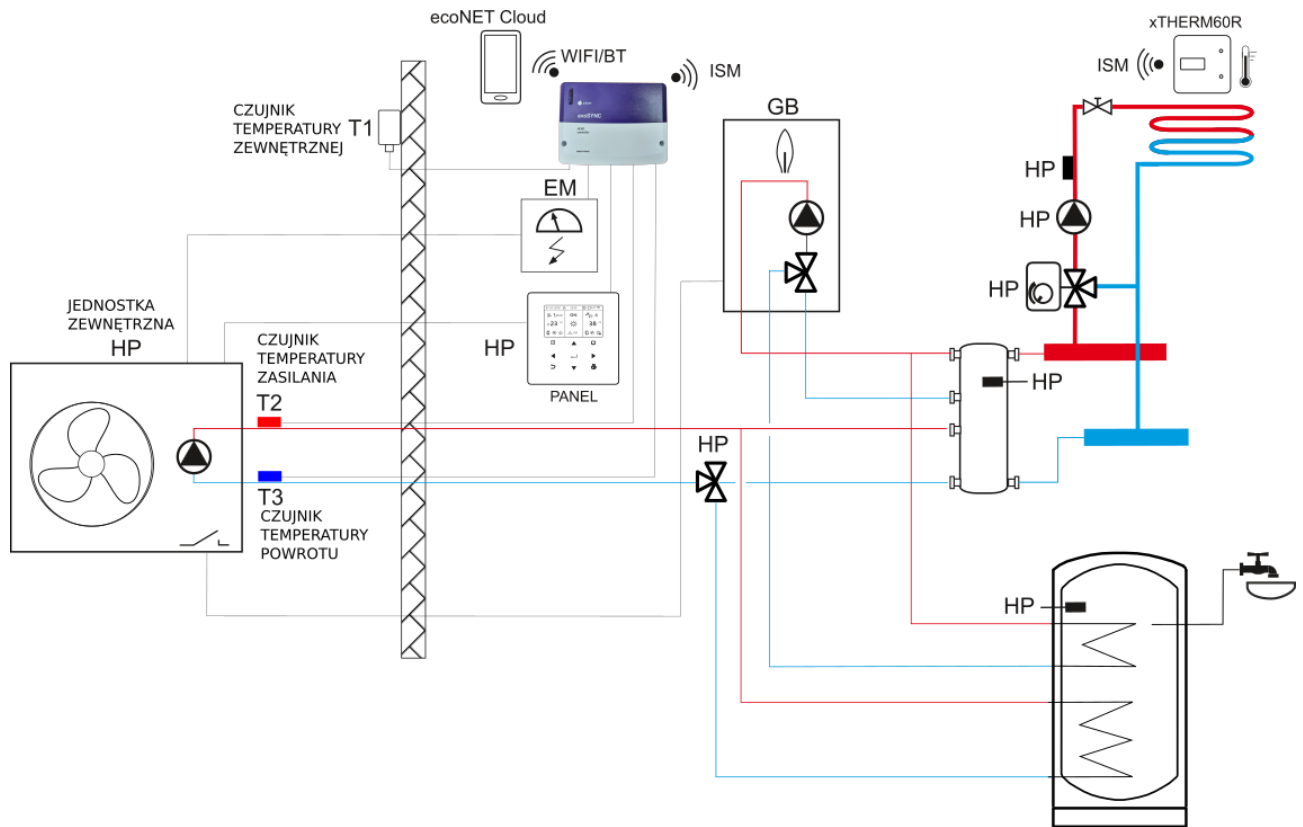 ecoNET Cloud
xTHERM60R
WIFI/BT
ISM
ISM
GB
CZUJNIK
TEMPERATURY
ZEWNĘTRZNEJ
T1
ecoSYNC
EM
HP
HP
HP
JEDNOSTKA
ZEWNĘTRZNA
HP
CZUJNIK
TEMPERATURY
ZASILANIA
T2
HP
PANEL
HP
HP
T3
CZUJNIK
TEMPERATURY
POWROTU
HP